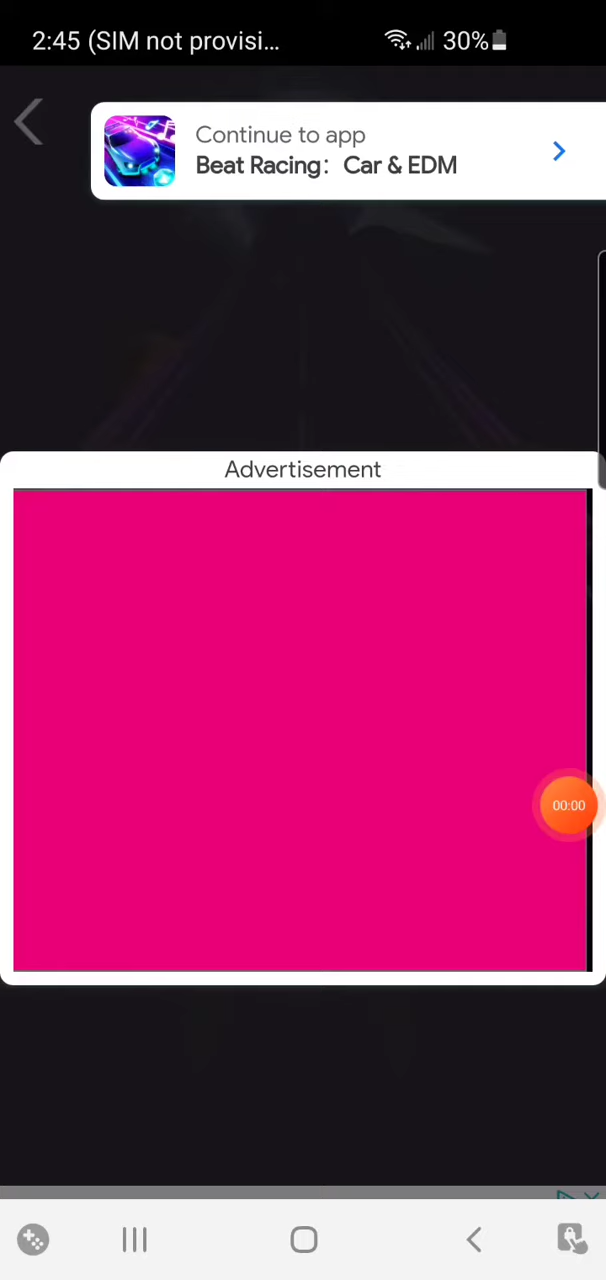 2:45 (SIM not provisi... 30%
Continue to app
Beat Racing： Car & EDM
Advertisement
00:00